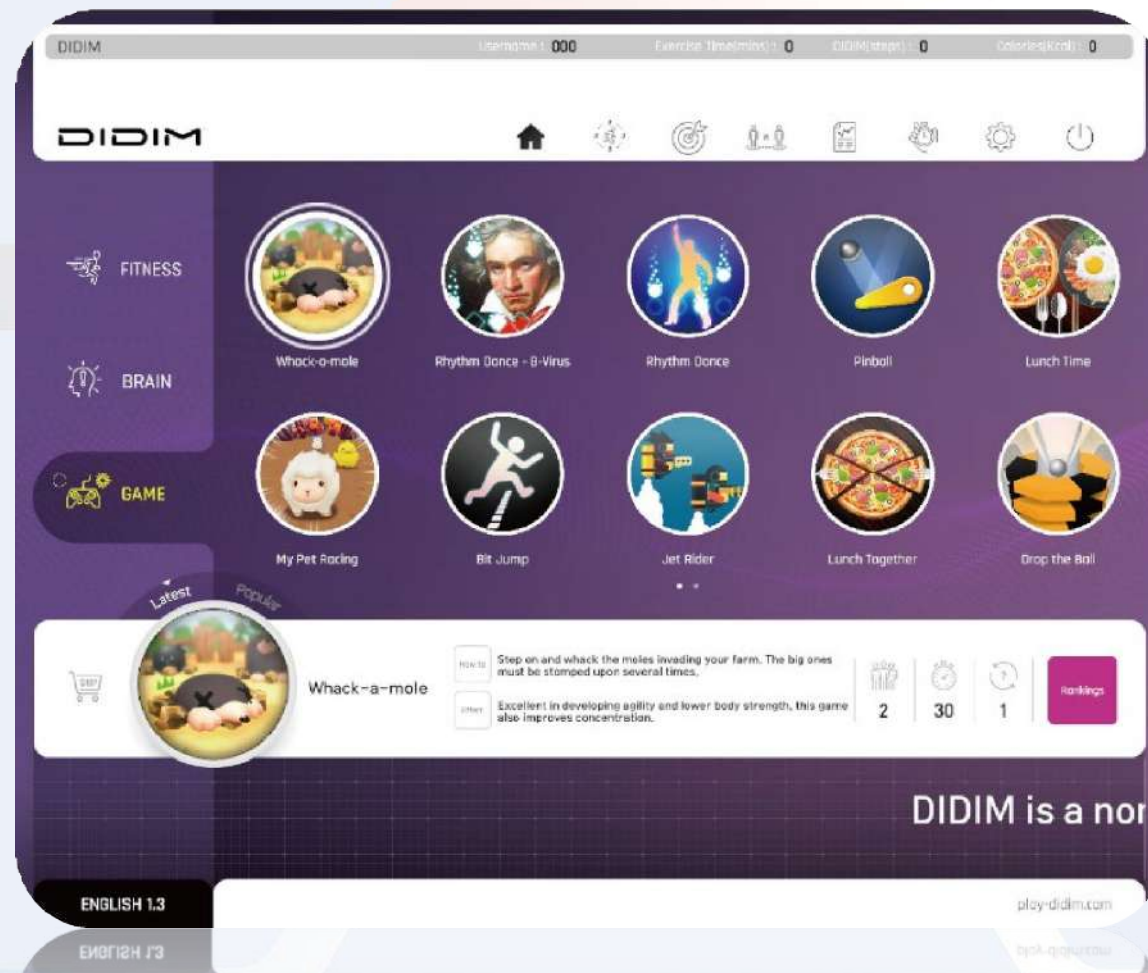 DIDIM Username : 000 Exercise Time(mins) : 0 DIDIM(steps) : 0 Calories(Kcal) : 0
DIDIM
FITNESS
BRAIN
GAME
Whack-a-mole Rhythm Dance - B-Virus Rhythm Dance Pinball Lunch Time
My Pet Racing Bit Jump Jet Rider Lunch Together Drop the Ball
Latest Popular
Whack-a-mole
How to
Step on and whack the moles invading your farm. The big ones
must be stomped upon several times.
Effect
Excellent in developing agility and lower body strength, this game
also improves concentration.
2 30 1
Rankings
DIDIM is a nor
ENGLISH 1.3
play-didim.com